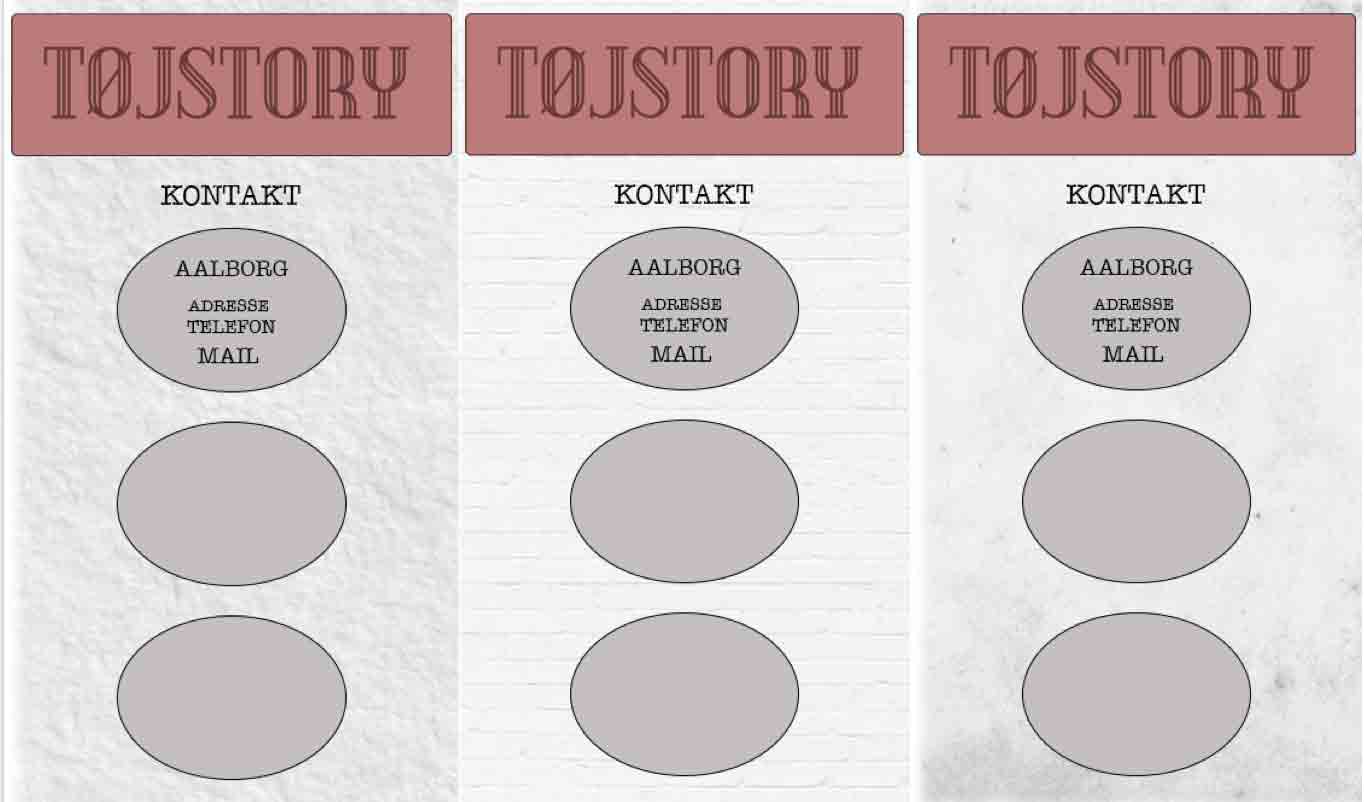 TØJSTORY
KONTAKT
AALBORG
ADRESSE
TELEFON
MAIL
TØJSTORY
KONTAKT
AALBORG
ADRESSE
TELEFON
MAIL
TØJSTORY
KONTAKT
AALBORG
ADRESSE
TELEFON
MAIL